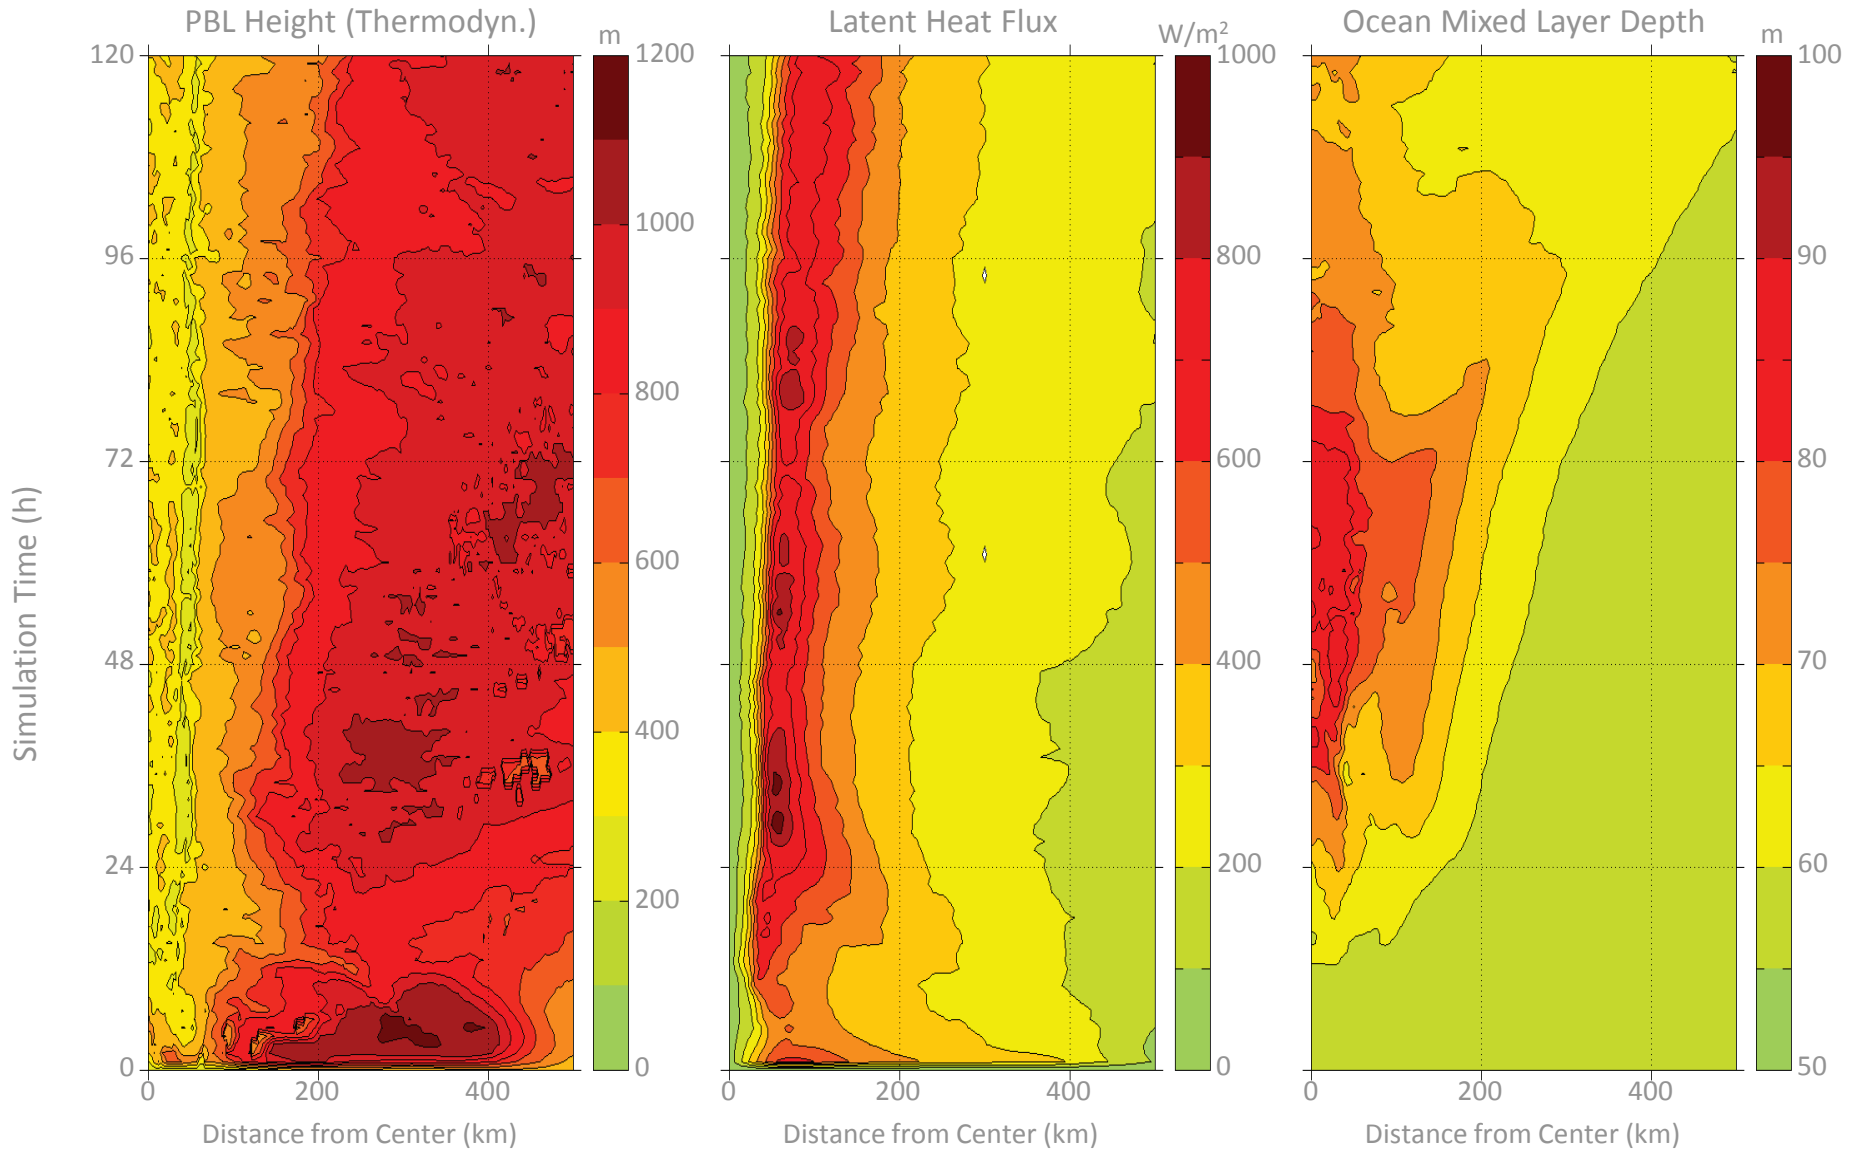 PBL Height (Thermodyn.)
Latent Heat Flux
Ocean Mixed Layer Depth
m
W/m²
m
120
96
72
48
24
0
1200
1000
800
600
400
200
0
1000
800
600
400
200
0
100
90
80
70
60
50
0 200 400
0 200 400
0 200 400
Simulation Time (h)
Distance from Center (km)
Distance from Center (km)
Distance from Center (km)